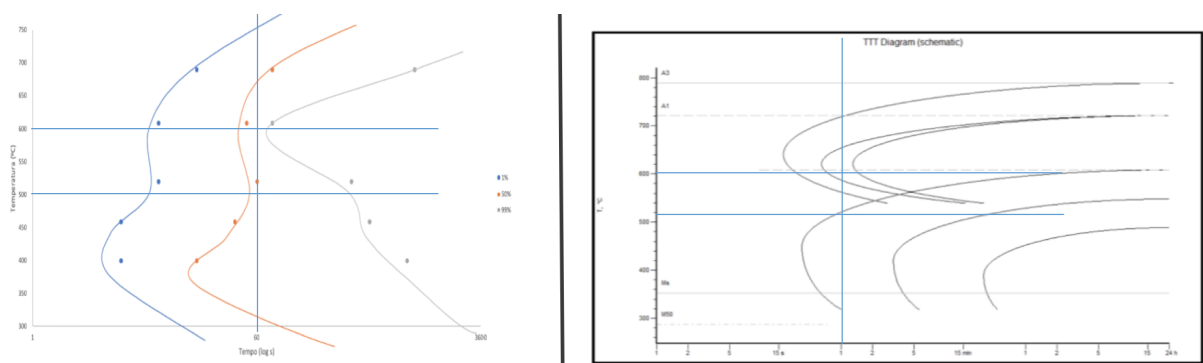 750
700
650
600
550
500
450
400
350
300
Temperatura (ºC)
1
60
3600
Tempo (log s)
1%
50%
99%
TTT Diagram (schematic)
A3
A1
Ms
M50
800
700
600
500
400
300
t, °C
1
2
5
15 s
1
2
5
15 min
1
2
5
15
24 h